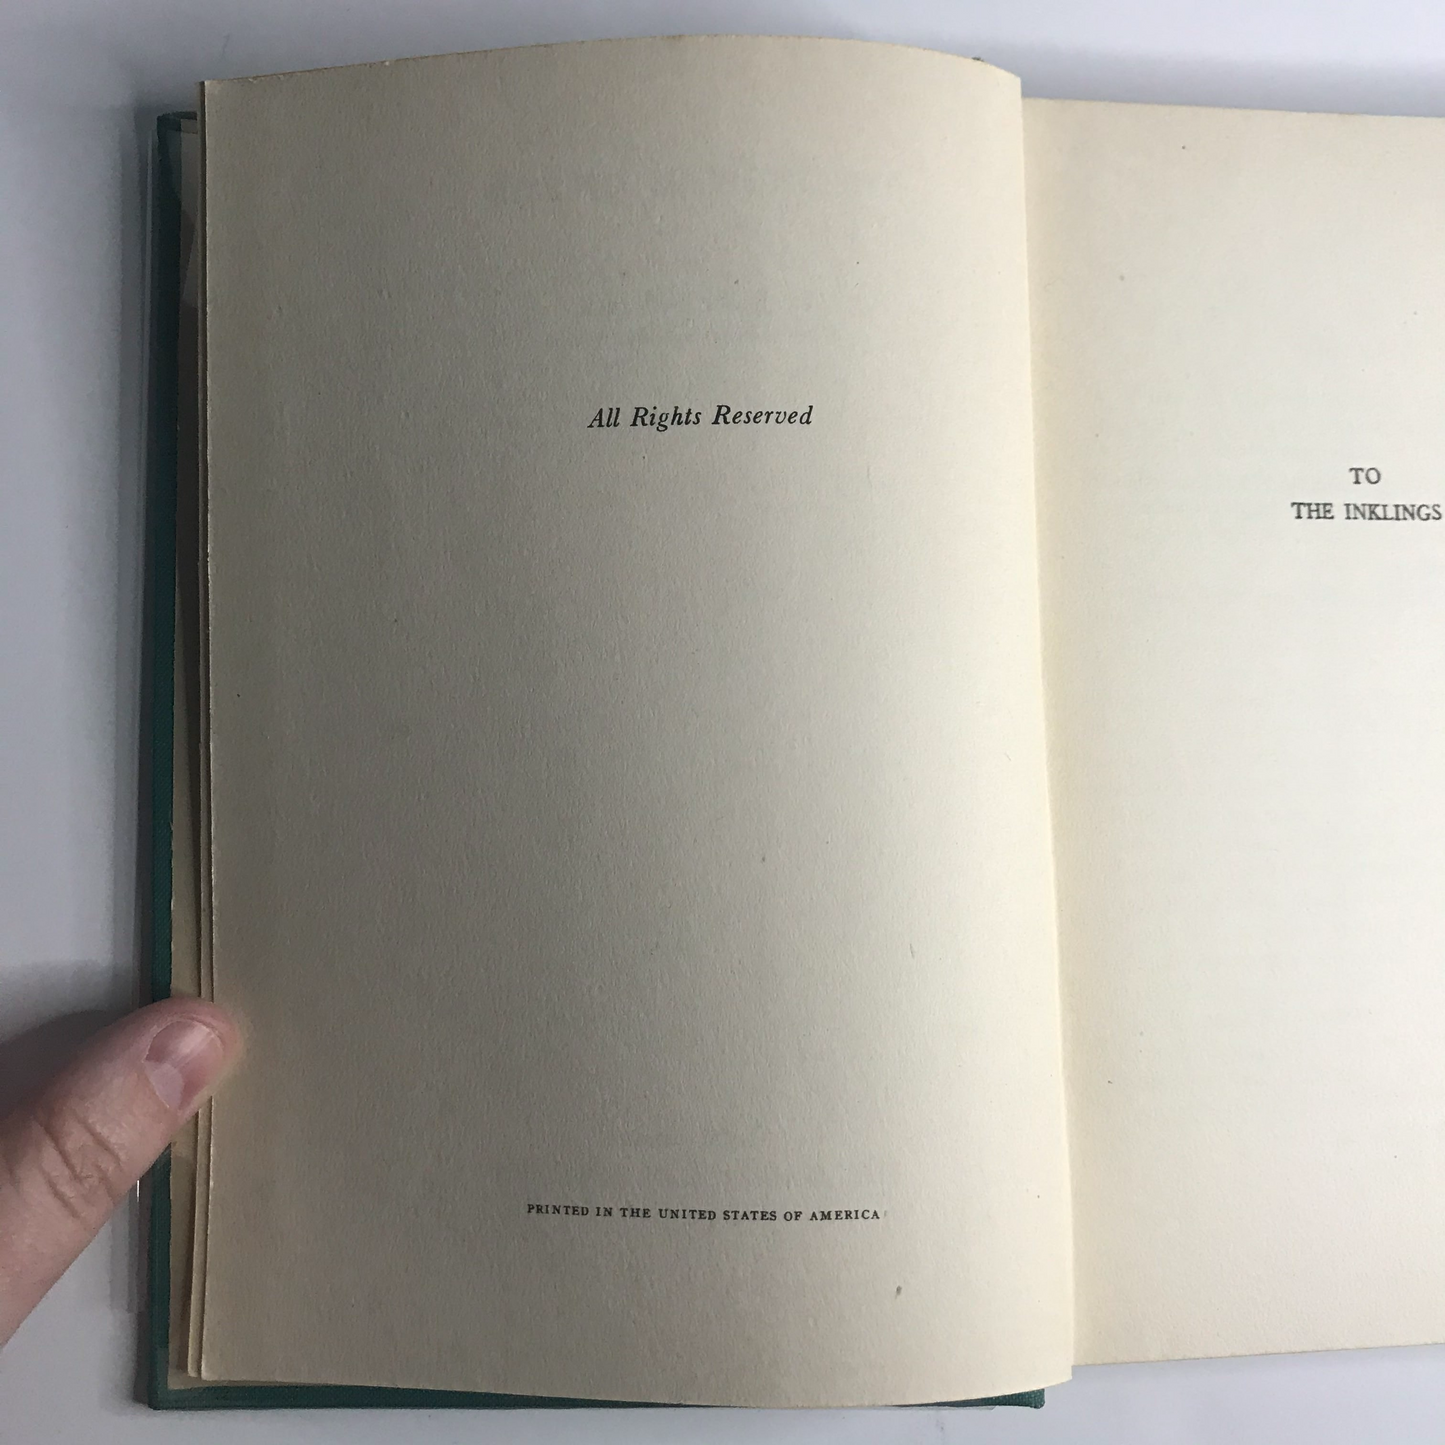 All Rights Reserved
PRINTED IN THE UNITED STATES OF AMERICA
TO
THE INKLINGS